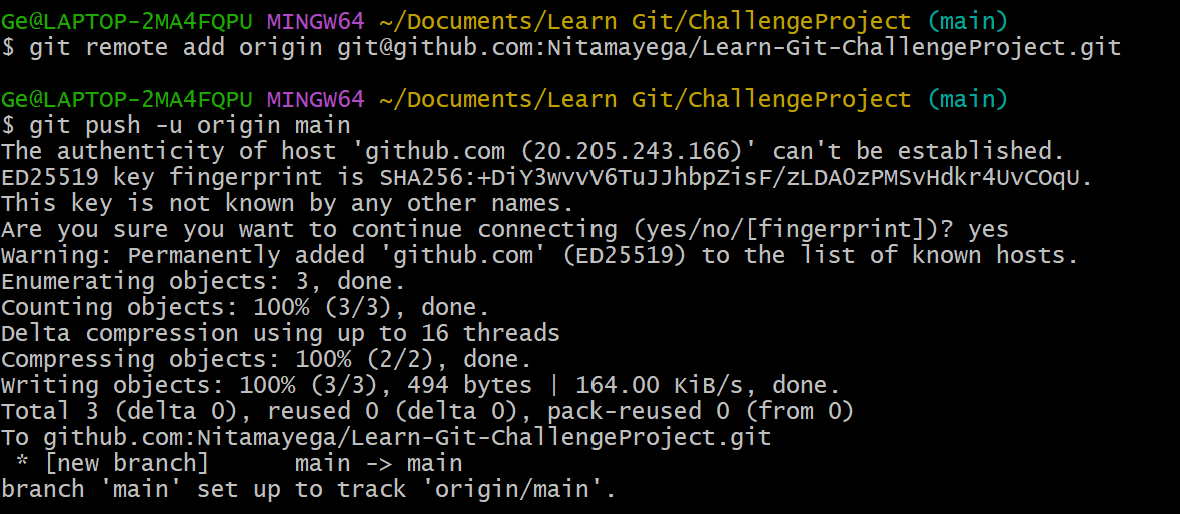 Ge@LAPTOP-2MA4FQPU MINGW64 ~/Documents/Learn Git/ChallengeProject (main)
$ git remote add origin git@github.com:Nitamayega/Learn-Git-ChallengeProject.git
Ge@LAPTOP-2MA4FQPU MINGW64 ~/Documents/Learn Git/ChallengeProject (main)
$ git push -u origin main
The authenticity of host 'github.com (20.205.243.166)' can't be established.
ED25519 key fingerprint is SHA256:+DiY3wvvV6TuJJhbpZisF/zLDA0zPMSvHdkr4UvCOqU.
This key is not known by any other names.
Are you sure you want to continue connecting (yes/no/[fingerprint])? yes
Warning: Permanently added 'github.com' (ED25519) to the list of known hosts.
Enumerating objects: 3, done.
Counting objects: 100% (3/3), done.
Delta compression using up to 16 threads
Compressing objects: 100% (2/2), done.
Writing objects: 100% (3/3), 494 bytes | 164.00 KiB/s, done.
Total 3 (delta 0), reused 0 (delta 0), pack-reused 0 (from 0)
To github.com:Nitamayega/Learn-Git-ChallengeProject.git
 * [new branch]      main -> main
branch 'main' set up to track 'origin/main'.